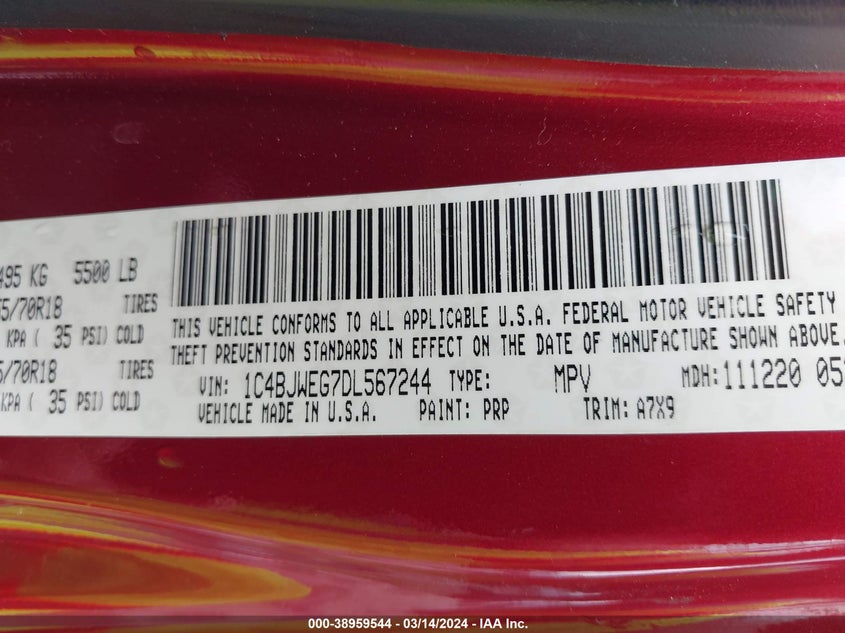 495 KG 5500 LB
5/70R18 TIRES
KPA ( 35 PSI) COLD
5/70R18 TIRES
KPA ( 35 PSI) COLD
THIS VEHICLE CONFORMS TO ALL APPLICABLE U.S.A. FEDERAL MOTOR VEHICLE SAFETY
THEFT PREVENTION STANDARDS IN EFFECT ON THE DATE OF MANUFACTURE SHOWN ABOVE.
VIN: 1C4BJWEG7DL567244 TYPE: MPV MDH: 111220 05
VEHICLE MADE IN U.S.A. PAINT: PRP TRIM: A7X9
000-38959544 - 03/14/2024 - IAA Inc.